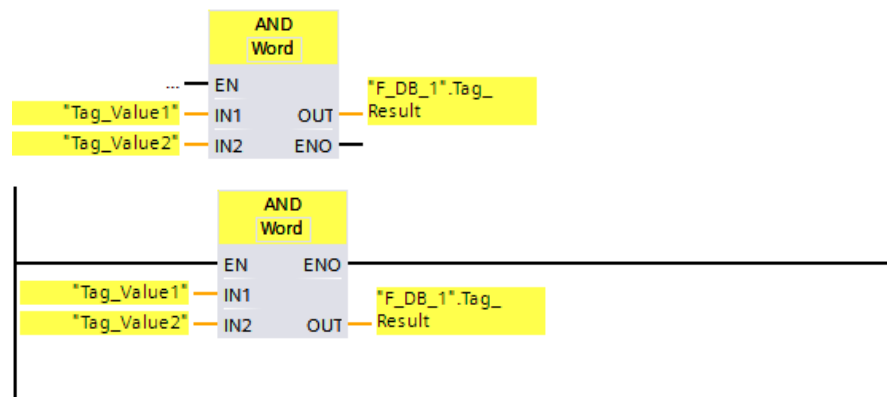 AND
Word
... EN
"Tag_Value1" IN1 OUT "F_DB_1".Tag_
Result
"Tag_Value2" IN2 ENO
AND
Word
EN ENO
"Tag_Value1" IN1
"Tag_Value2" IN2 OUT "F_DB_1".Tag_
Result